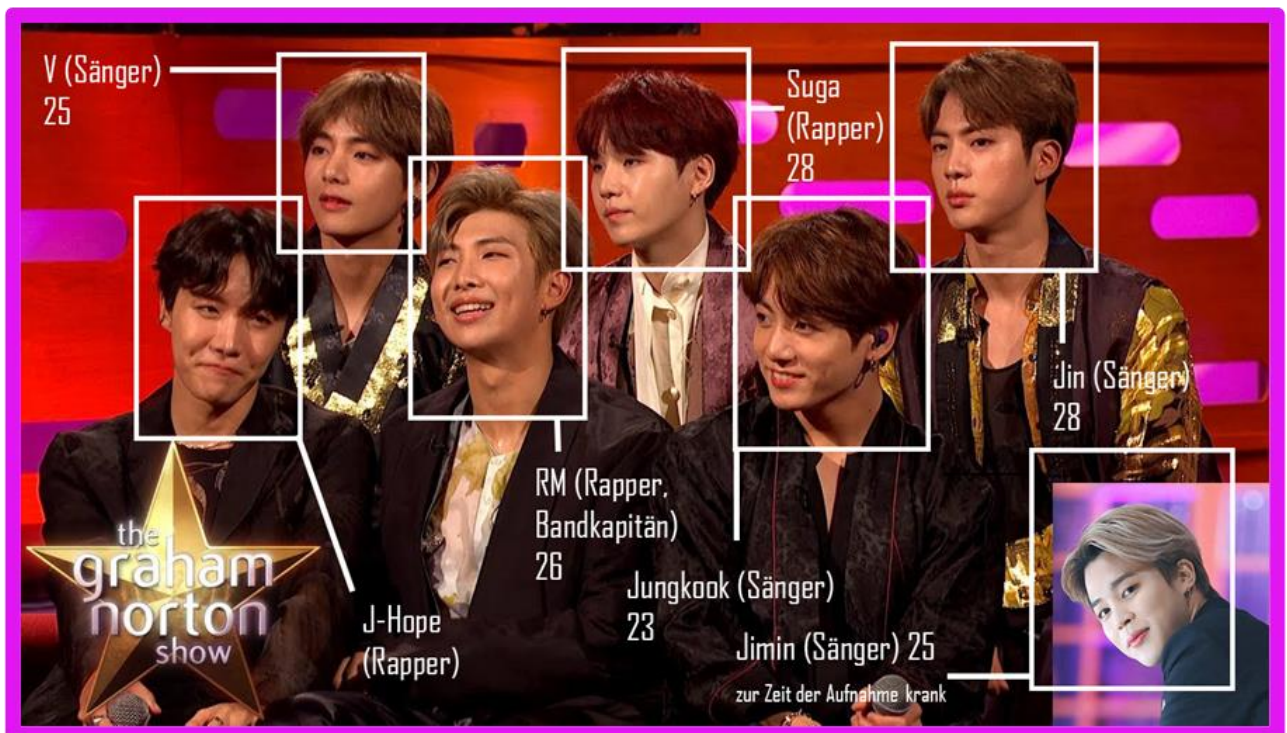 V (Sänger)
25
Suga
(Rapper)
28
Jin (Sänger)
28
RM (Rapper,
Bandkapitän)
26
Jungkook (Sänger)
23
J-Hope
(Rapper)
Jimin (Sänger) 25
zur Zeit der Aufnahme krank
the
graham
norton
show